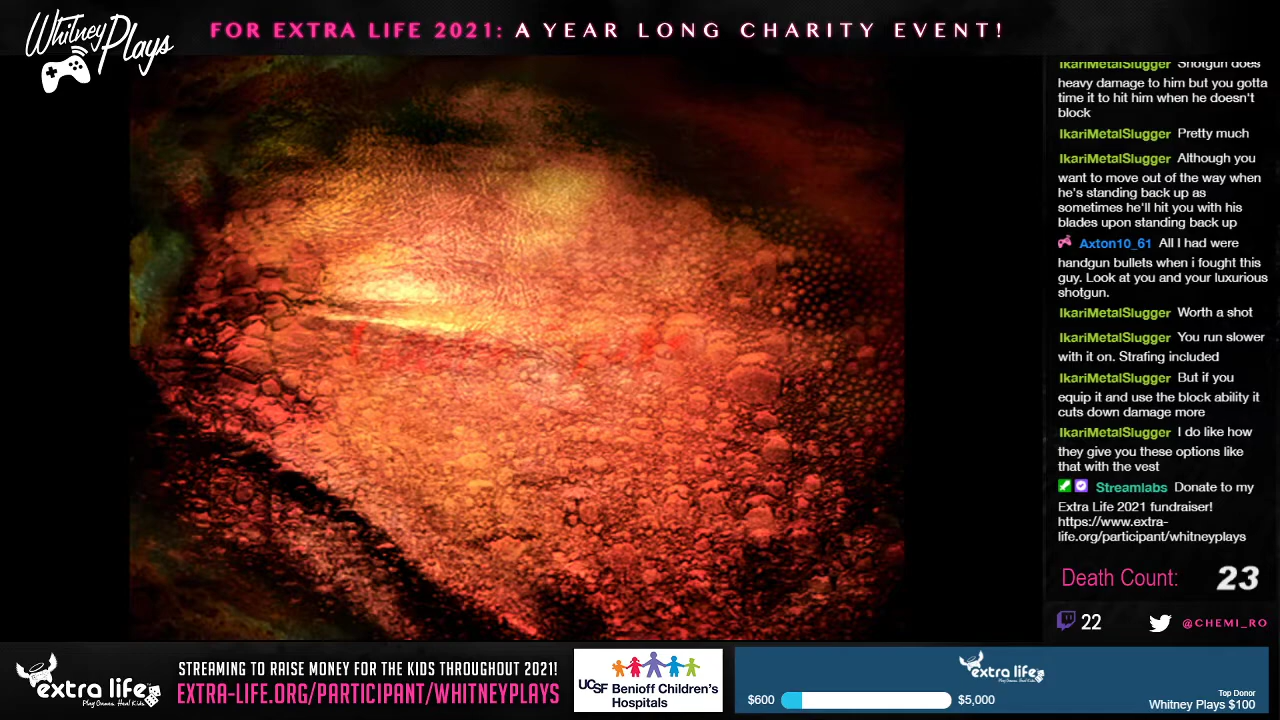 Whitney Plays
FOR EXTRA LIFE 2021: A YEAR LONG CHARITY EVENT!
IkariMetalSlugger Shotgun does
heavy damage to him but you gotta
time it to hit him when he doesn't
block
IkariMetalSlugger Pretty much
IkariMetalSlugger Although you
want to move out of the way when
he's standing back up as
sometimes he'll hit you with his
blades upon standing back up
Axton10_61 All I had were
handgun bullets when i fought this
guy. Look at you and your luxurious
shotgun.
IkariMetalSlugger Worth a shot
IkariMetalSlugger You run slower
with it on. Strafing included
IkariMetalSlugger But if you
equip it and use the block ability it
cuts down damage more
IkariMetalSlugger I do like how
they give you these options like
that with the vest
Streamlabs Donate to my
Extra Life 2021 fundraiser!
https://www.extra-
life.org/participant/whitneyplays
Death Count: 23
22 @CHEMI_RO
extra life
Play Games. Heal Kids.
STREAMING TO RAISE MONEY FOR THE KIDS THROUGHOUT 2021!
EXTRA-LIFE.ORG/PARTICIPANT/WHITNEYPLAYS
UCSF Benioff Children's
Hospitals
extra life
Play Games. Heal Kids.
$600 $5,000
Top Donor
Whitney Plays $100